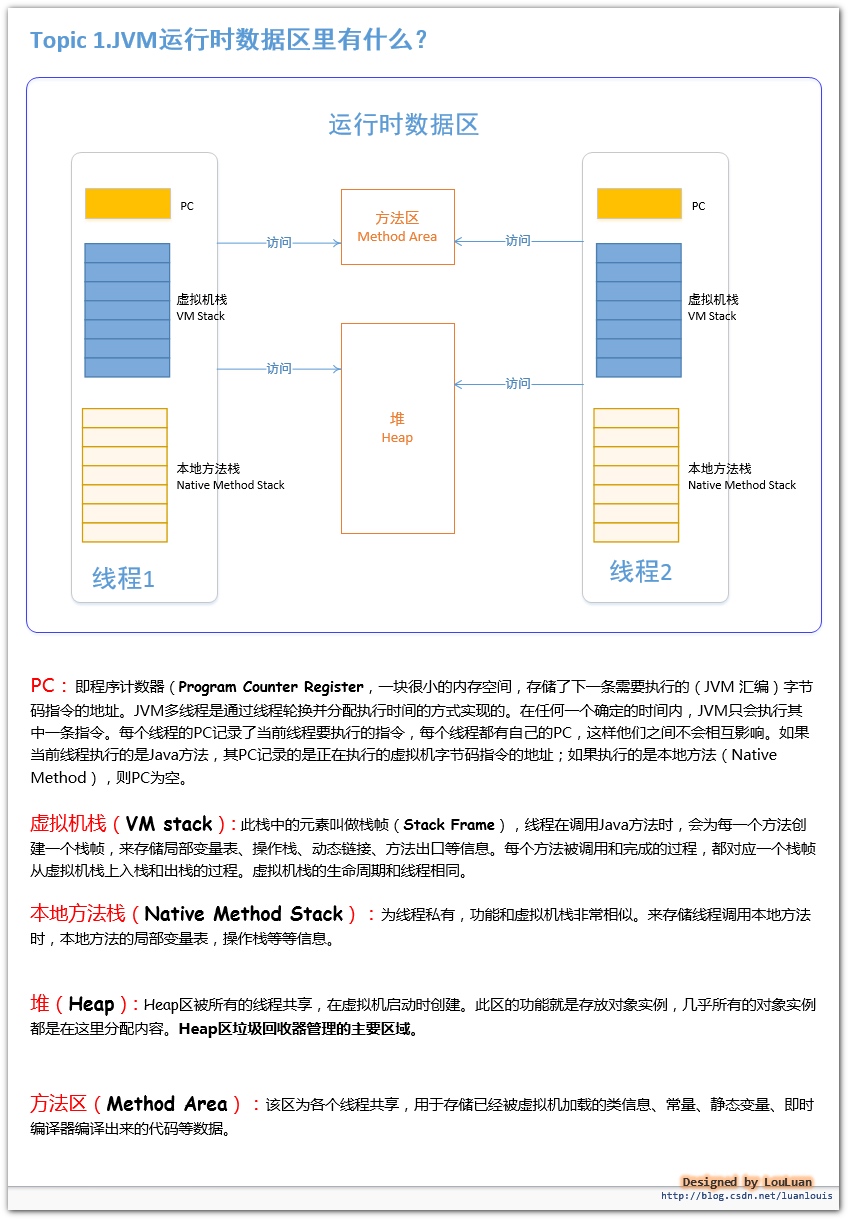 Topic 1.JVM运行时数据区里有什么？
运行时数据区
PC
虚拟机栈
VM Stack
本地方法栈
Native Method Stack
线程1
访问
访问
方法区
Method Area
堆
Heap
访问
访问
PC
虚拟机栈
VM Stack
本地方法栈
Native Method Stack
线程2
PC： 即程序计数器（Program Counter Register，一块很小的内存空间，存储了下一条需要执行的（JVM 汇编）字节
码指令的地址。JVM多线程是通过线程轮换并分配执行时间的方式实现的。在任何一个确定的时间内，JVM只会执行其
中一条指令。每个线程的PC记录了当前线程要执行的指令，每个线程都有自己的PC，这样他们之间不会相互影响。如果
当前线程执行的是Java方法，其PC记录的是正在执行的虚拟机字节码指令的地址；如果执行的是本地方法（Native
Method），则PC为空。
虚拟机栈（VM stack）: 此栈中的元素叫做栈帧（Stack Frame），线程在调用Java方法时，会为每一个方法创
建一个栈帧，来存储局部变量表、操作栈、动态链接、方法出口等信息。每个方法被调用和完成的过程，都对应一个栈帧
从虚拟机栈上入栈和出栈的过程。虚拟机栈的生命周期和线程相同。
本地方法栈（Native Method Stack）：为线程私有，功能和虚拟机栈非常相似。来存储线程调用本地方法
时，本地方法的局部变量表，操作栈等等信息。
堆（Heap）: Heap区被所有的线程共享，在虚拟机启动时创建。此区的功能就是存放对象实例，几乎所有的对象实例
都是在这里分配内容。Heap区垃圾回收器管理的主要区域。
方法区（Method Area）：该区为各个线程共享，用于存储已经被虚拟机加载的类信息、常量、静态变量、即时
编译器编译出来的代码等数据。
Designed by LouLuan
http://blog.csdn.net/luanlouis